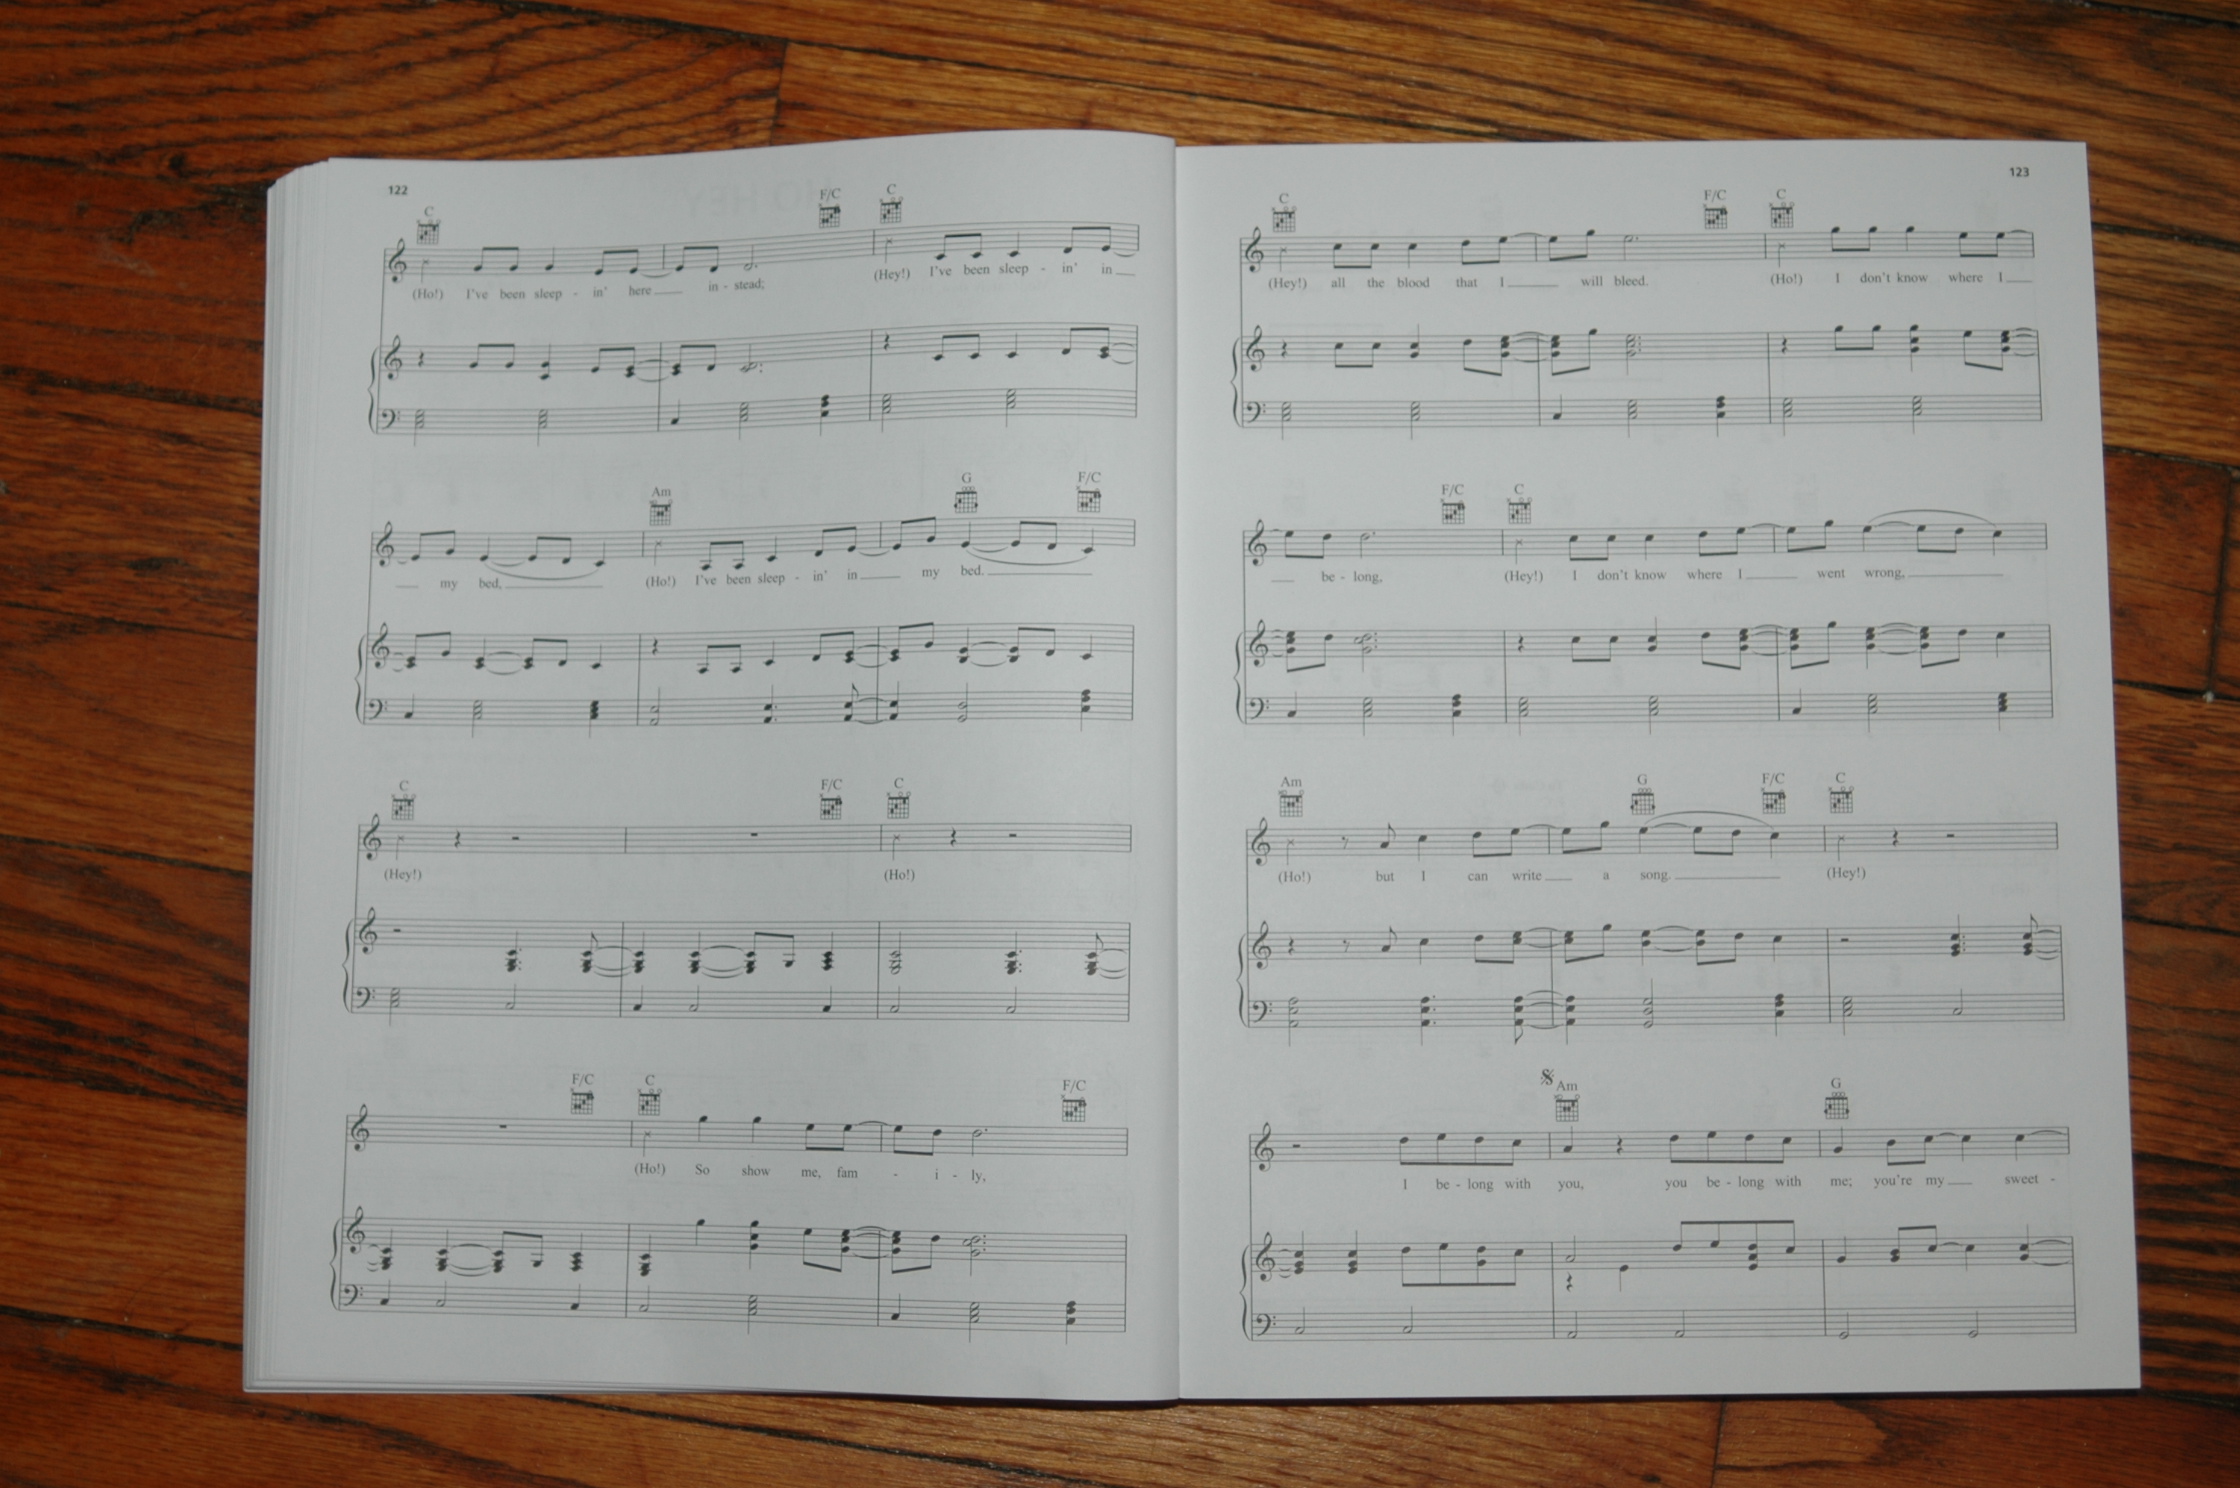 122
C F/C C
(Ho!) I've been sleep - in' here in - stead; (Hey!) I've been sleep - in' in
Am G F/C
my bed, (Ho!) I've been sleep - in' in my bed.
C F/C C
(Hey!) (Ho!)
F/C C F/C
(Ho!) So show me, fam - i - ly,
123
C F/C C
(Hey!) all the blood that I will bleed. (Ho!) I don't know where I
F/C C
be - long, (Hey!) I don't know where I went wrong,
Am G F/C C
(Ho!) but I can write a song. (Hey!)
Am G
I be - long with you, you be - long with me; you're my sweet -